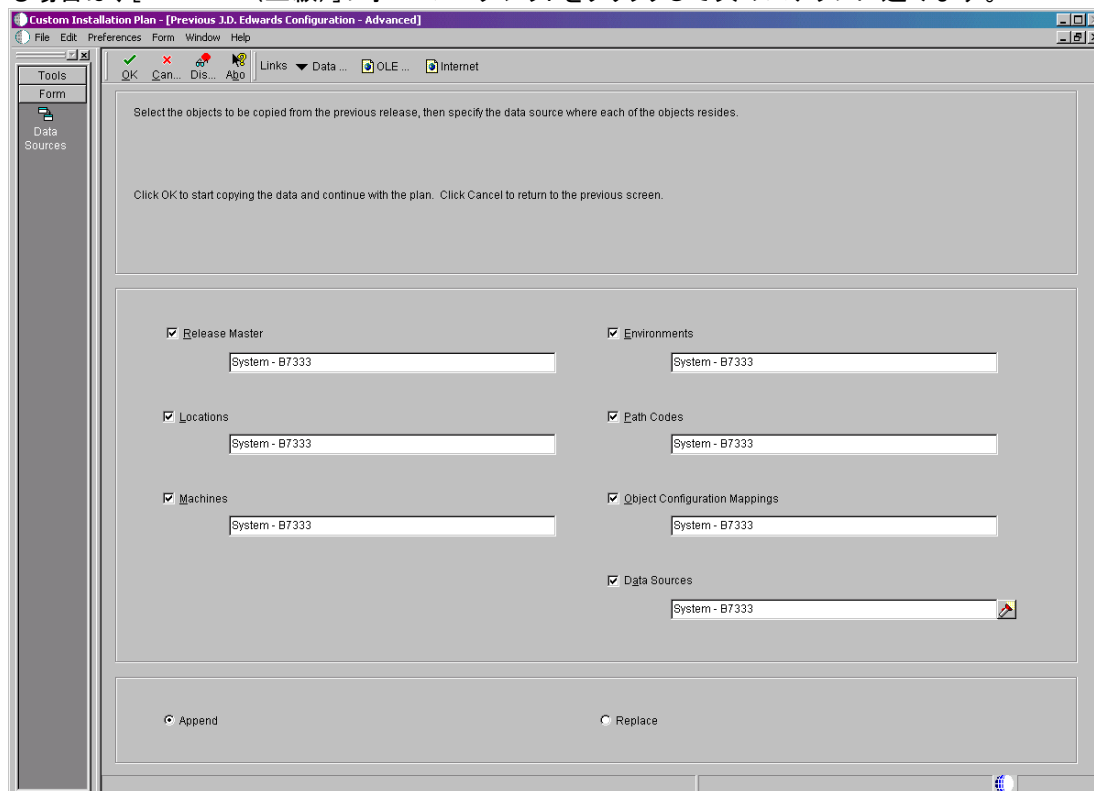 Custom Installation Plan - [Previous J.D. Edwards Configuration - Advanced]
File Edit Preferences Form Window Help
OK Can... Dis... Abo Links Data ... OLE ... Internet
Tools
Form
Data
Sources
Select the objects to be copied from the previous release, then specify the data source where each of the objects resides.
Click OK to start copying the data and continue with the plan. Click Cancel to return to the previous screen.
Release Master
System - B7333
Environments
System - B7333
Locations
System - B7333
Path Codes
System - B7333
Machines
System - B7333
Object Configuration Mappings
System - B7333
Data Sources
System - B7333
Append
Replace